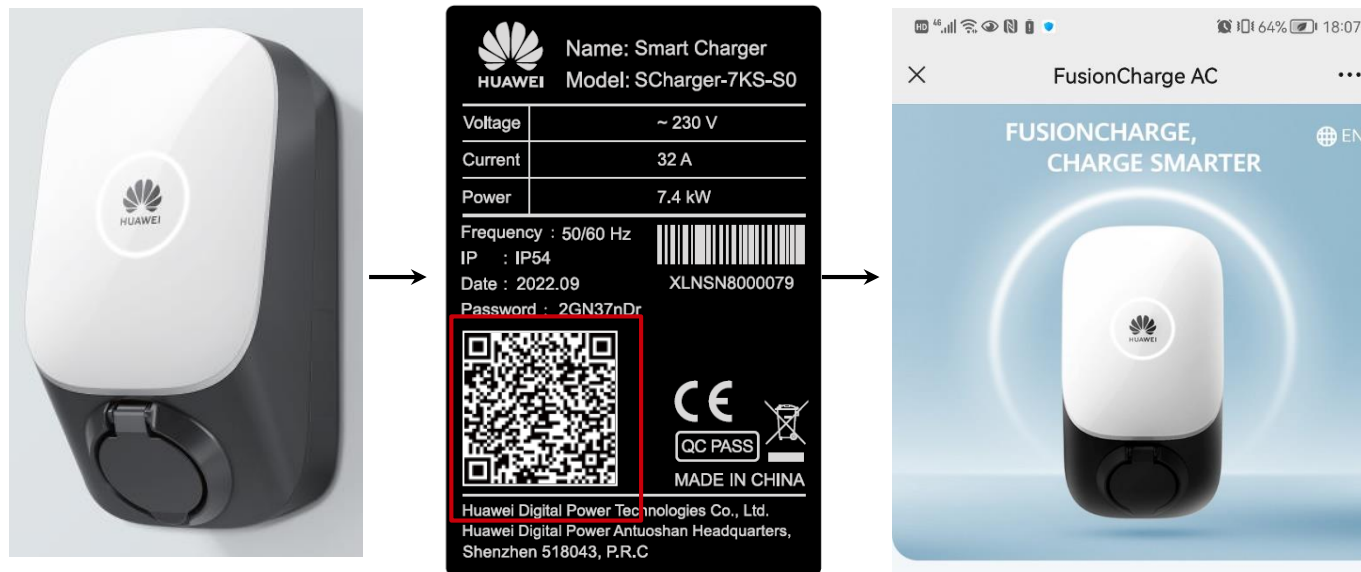 HUAWEI
HUAWEI
Name: Smart Charger
Model: SCharger-7KS-S0
Voltage ~ 230 V
Current 32 A
Power 7.4 kW
Frequency : 50/60 Hz
IP : IP54
Date : 2022.09
XLNSN8000079
Password : 2GN37nDr
CE
QC PASS
MADE IN CHINA
Huawei Digital Power Technologies Co., Ltd.
Huawei Digital Power Antuoshan Headquarters,
Shenzhen 518043, P.R.C
HD 46 64% 18:07
FusionCharge AC
FUSIONCHARGE,
CHARGE SMARTER
EN
HUAWEI